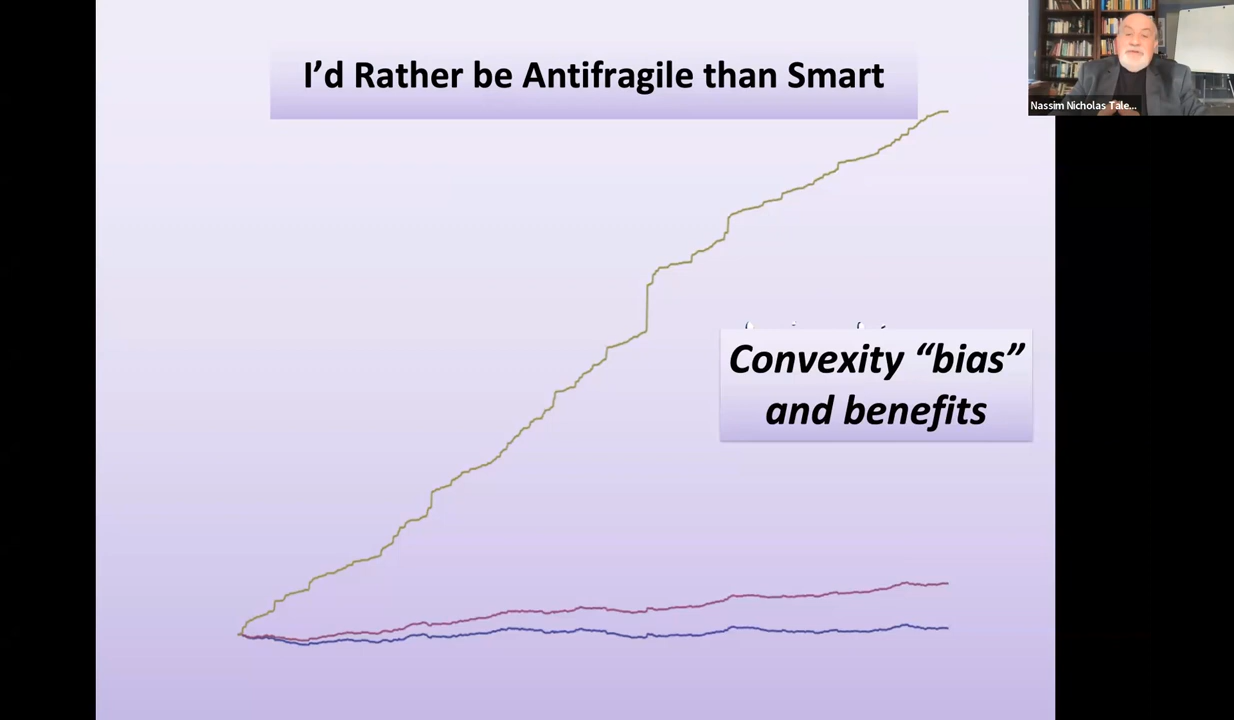 I’d Rather be Antifragile than Smart
Nassim Nicholas Tale...
Convexity “bias”
and benefits